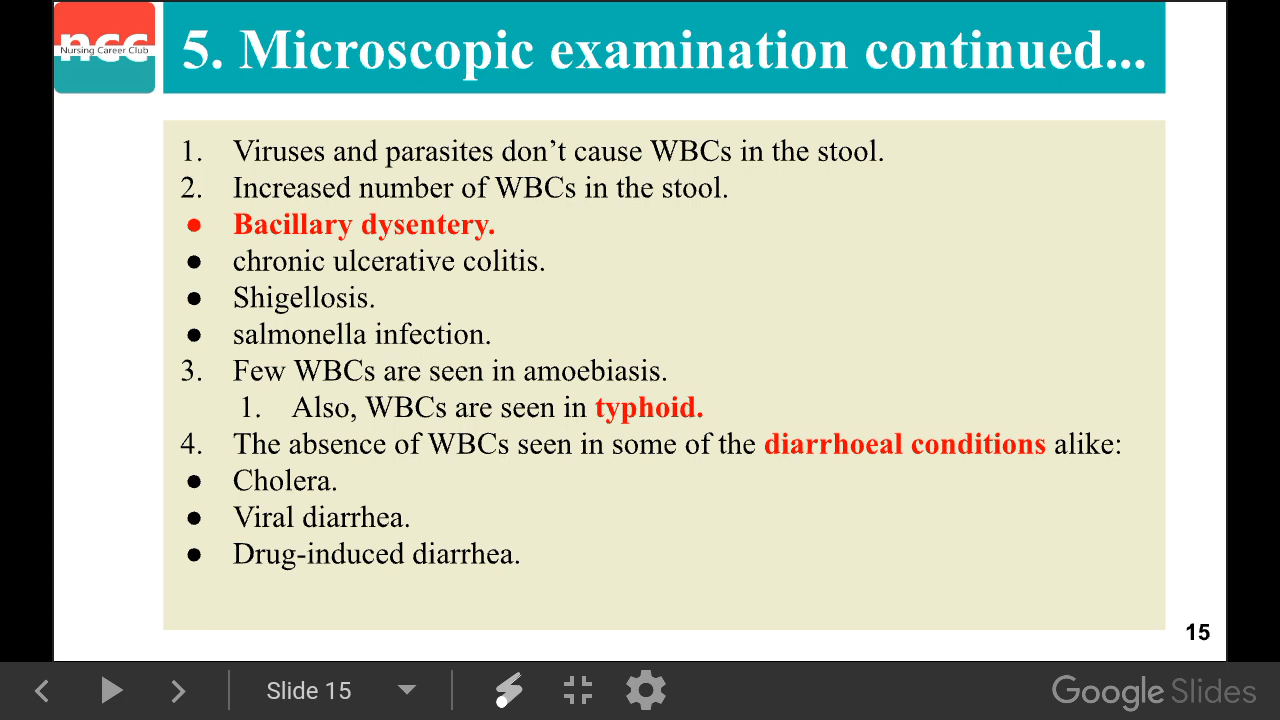 ncc
Nursing Career Club
5. Microscopic examination continued...
1. Viruses and parasites don’t cause WBCs in the stool.
2. Increased number of WBCs in the stool.
● Bacillary dysentery.
● chronic ulcerative colitis.
● Shigellosis.
● salmonella infection.
3. Few WBCs are seen in amoebiasis.
1. Also, WBCs are seen in typhoid.
4. The absence of WBCs seen in some of the diarrhoeal conditions alike:
● Cholera.
● Viral diarrhea.
● Drug-induced diarrhea.
15
Slide 15
Google Slides